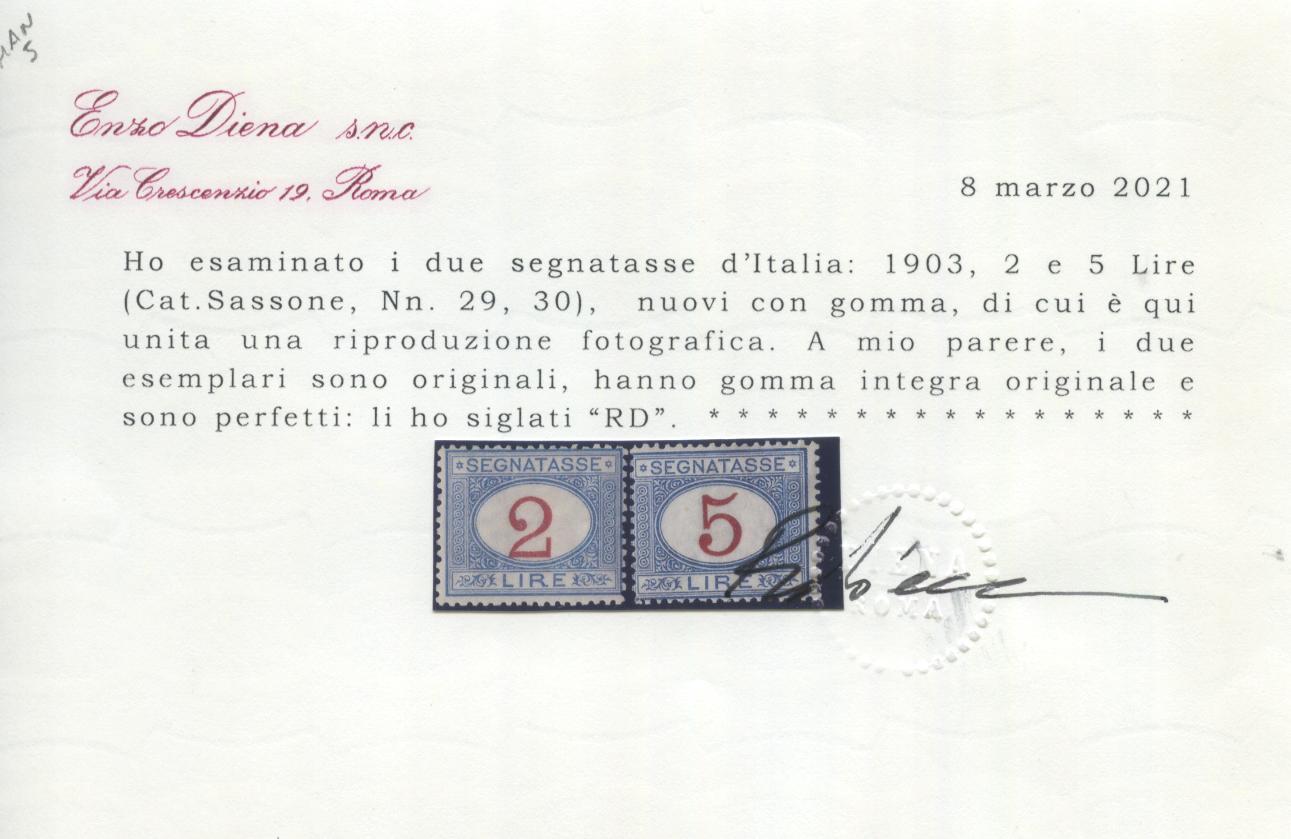 Enzo Diena s.n.c.
Via Crescenzio 19, Roma
8 marzo 2021
Ho esaminato i due segnatasse d'Italia: 1903, 2 e 5 Lire
(Cat.Sassone, Nn. 29, 30), nuovi con gomma, di cui è qui
unita una riproduzione fotografica. A mio parere, i due
esemplari sono originali, hanno gomma integra originale e
sono perfetti: li ho siglati “RD”. * * * * * * * * * * * * * * * * *
SEGNATASSE
2
LIRE
SEGNATASSE
5
LIRE
DIENA
ROMA